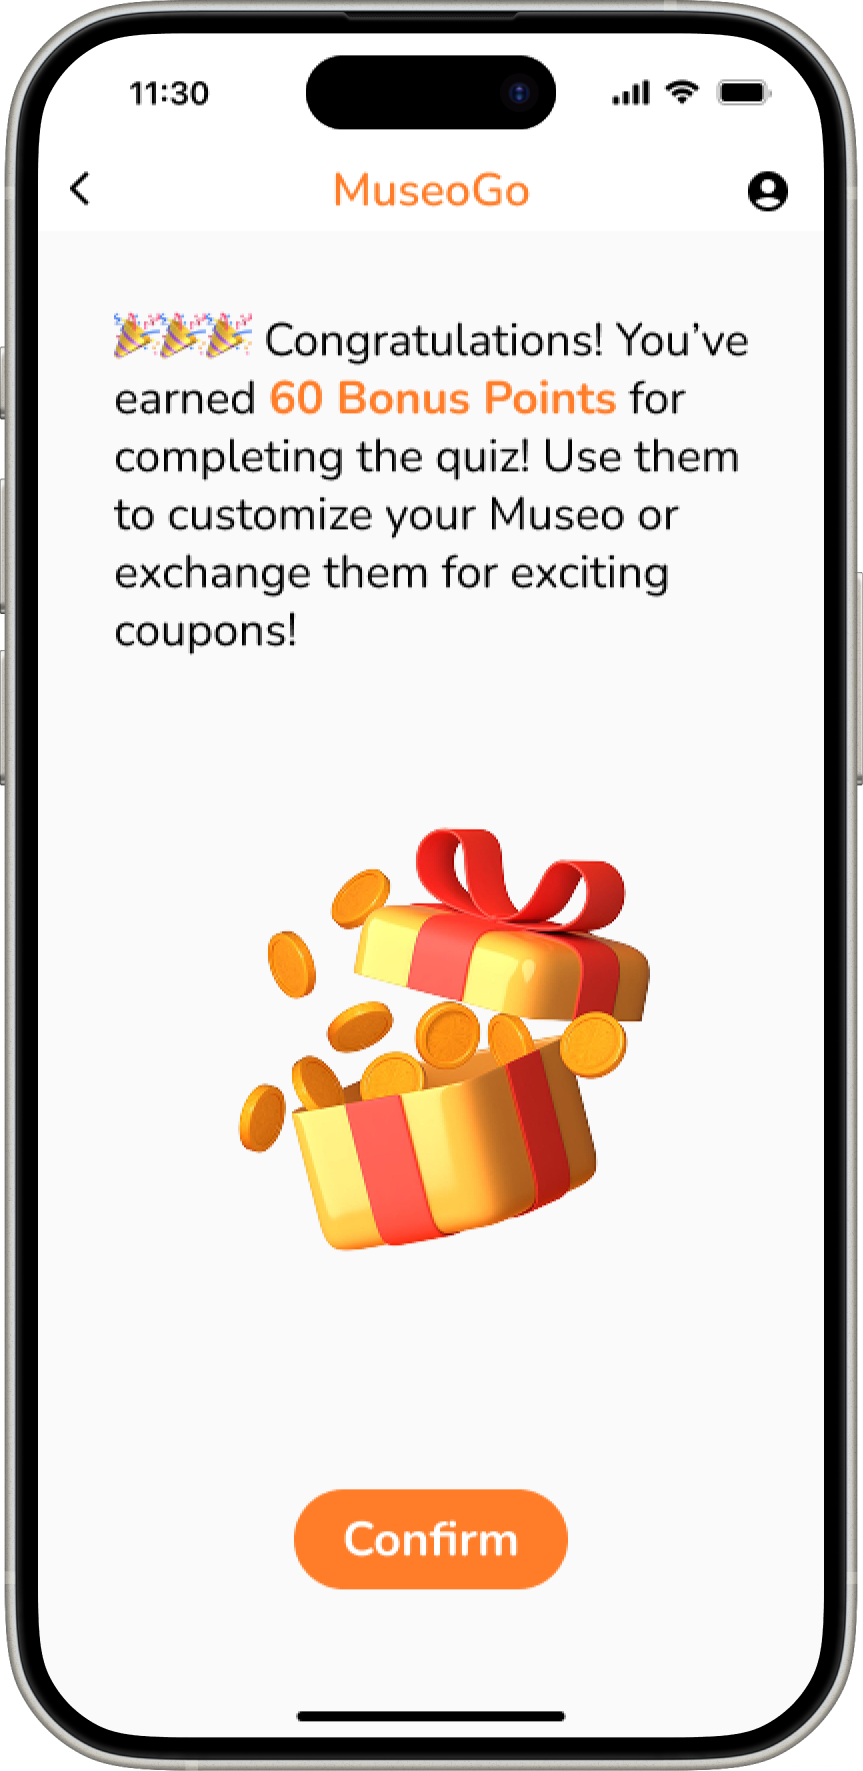 11:30
MuseoGo
🎉🎉🎉 Congratulations! You’ve
earned 60 Bonus Points for
completing the quiz! Use them
to customize your Museo or
exchange them for exciting
coupons!
Confirm